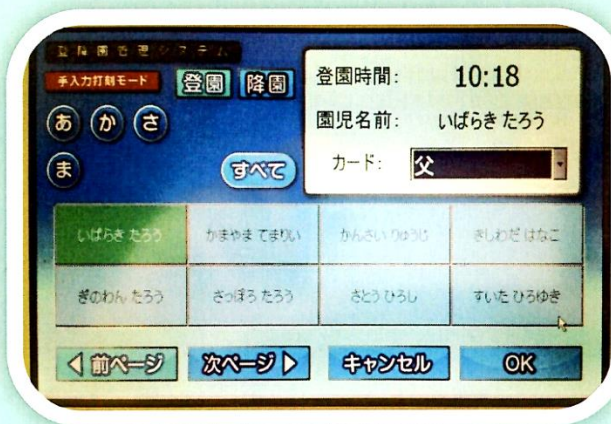 登降園管理システム
手入力打刻モード 登園 降園
あ か さ
ま すべて
登園時間: 10:18
園児名前: いばらき たろう
カード: 父
いばらき たろう かまやま てまりい かんさい りゅうじ きしわだ はなこ
ぎのわん たろう さっぽろ たろう さとう ひろし すいた ひろゆき
前ページ 次ページ キャンセル OK